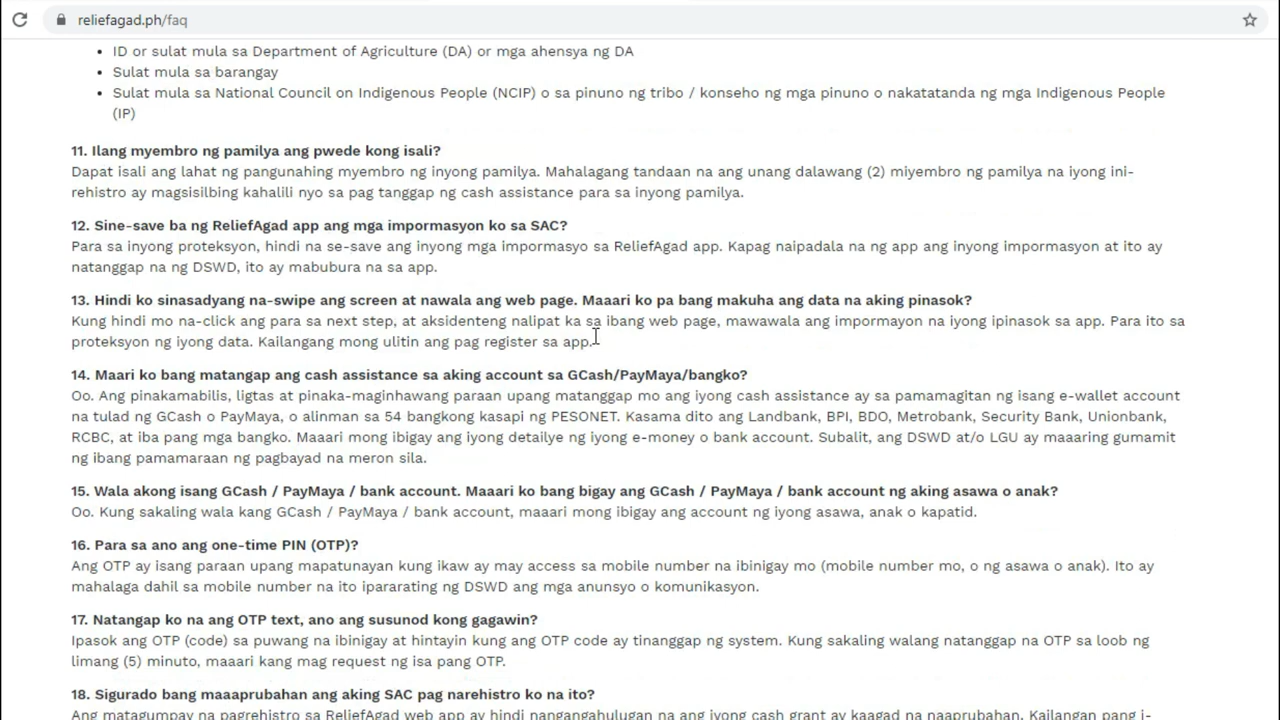 reliefagad.ph/faq
• ID or sulat mula sa Department of Agriculture (DA) or mga ahensya ng DA
• Sulat mula sa barangay
• Sulat mula sa National Council on Indigenous People (NCIP) o sa pinuno ng tribo / konseho ng mga pinuno o nakatatanda ng mga Indigenous People
(IP)
11. Ilang myembro ng pamilya ang pwede kong isali?
Dapat isali ang lahat ng pangunahing myembro ng inyong pamilya. Mahalagang tandaan na ang unang dalawang (2) miyembro ng pamilya na iyong ini-
rehistro ay magsisilbing kahalili nyo sa pag tanggap ng cash assistance para sa inyong pamilya.
12. Sine-save ba ng ReliefAgad app ang mga impormasyon ko sa SAC?
Para sa inyong proteksyon, hindi na se-save ang inyong mga impormasyo sa ReliefAgad app. Kapag naipadala na ng app ang inyong impormasyon at ito ay
natanggap na ng DSWD, ito ay mabubura na sa app.
13. Hindi ko sinasadyang na-swipe ang screen at nawala ang web page. Maaari ko pa bang makuha ang data na aking pinasok?
Kung hindi mo na-click ang para sa next step, at aksidenteng nalipat ka sa ibang web page, mawawala ang impormayon na iyong ipinasok sa app. Para ito sa
proteksyon ng iyong data. Kailangang mong ulitin ang pag register sa app.
14. Maari ko bang matangap ang cash assistance sa aking account sa GCash/PayMaya/bangko?
Oo. Ang pinakamabilis, ligtas at pinaka-maginhawang paraan upang matanggap mo ang iyong cash assistance ay sa pamamagitan ng isang e-wallet account
na tulad ng GCash o PayMaya, o alinman sa 54 bangkong kasapi ng PESONET. Kasama dito ang Landbank, BPI, BDO, Metrobank, Security Bank, Unionbank,
RCBC, at iba pang mga bangko. Maaari mong ibigay ang iyong detailye ng iyong e-money o bank account. Subalit, ang DSWD at/o LGU ay maaaring gumamit
ng ibang pamamaraan ng pagbayad na meron sila.
15. Wala akong isang GCash / PayMaya / bank account. Maaari ko bang bigay ang GCash / PayMaya / bank account ng aking asawa o anak?
Oo. Kung sakaling wala kang GCash / PayMaya / bank account, maaari mong ibigay ang account ng iyong asawa, anak o kapatid.
16. Para sa ano ang one-time PIN (OTP)?
Ang OTP ay isang paraan upang mapatunayan kung ikaw ay may access sa mobile number na ibinigay mo (mobile number mo, o ng asawa o anak). Ito ay
mahalaga dahil sa mobile number na ito ipararating ng DSWD ang mga anunsyo o komunikasyon.
17. Natangap ko na ang OTP text, ano ang susunod kong gagawin?
Ipasok ang OTP (code) sa puwang na ibinigay at hintayin kung ang OTP code ay tinanggap ng system. Kung sakaling walang natanggap na OTP sa loob ng
limang (5) minuto, maaari kang mag request ng isa pang OTP.
18. Sigurado bang maaaprubahan ang aking SAC pag narehistro ko na ito?
Ang matagumpay na pagrehistro sa ReliefAgad web app ay hindi nangangahulugan na ang iyong cash grant ay kaagad na naaprubahan. Kailangan pang i-